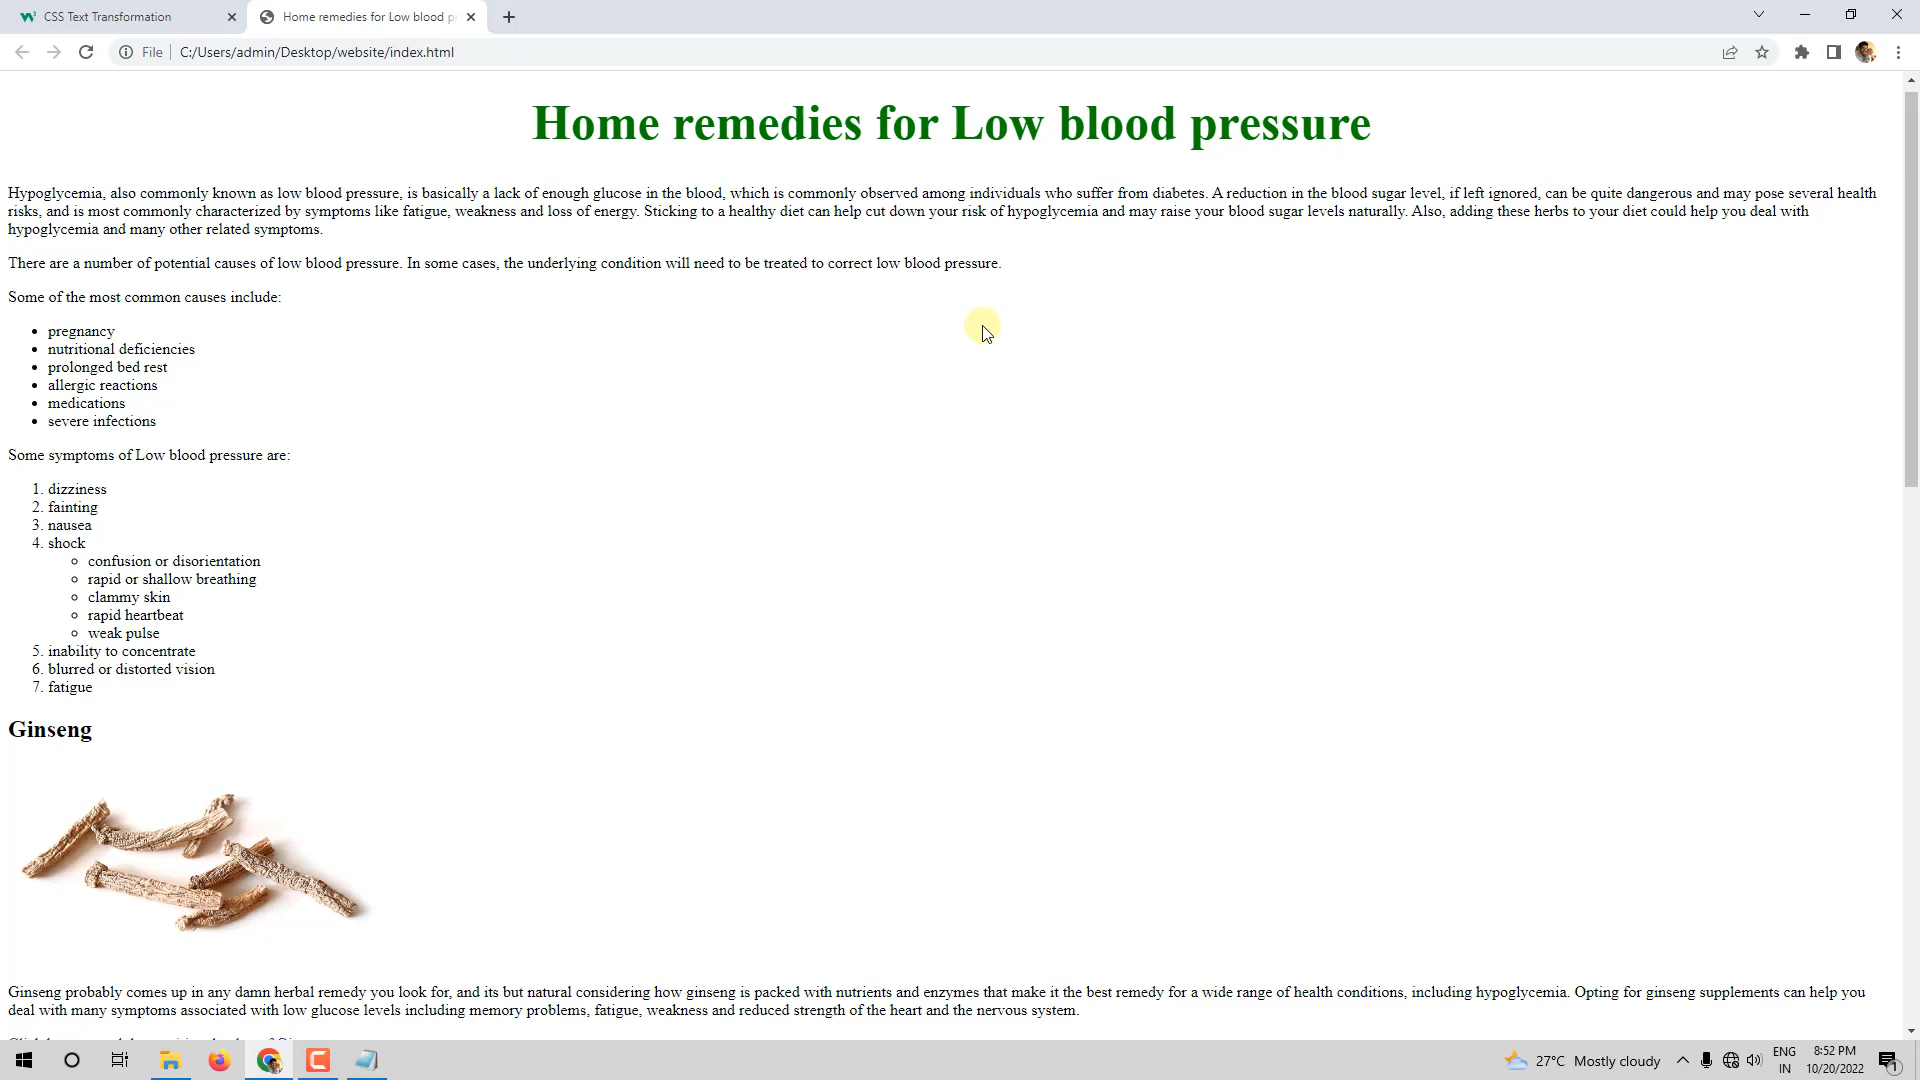 CSS Text Transformation
Home remedies for Low blood p
File
C:/Users/admin/Desktop/website/index.html
Home remedies for Low blood pressure
Hypoglycemia, also commonly known as low blood pressure, is basically a lack of enough glucose in the blood, which is commonly observed among individuals who suffer from diabetes. A reduction in the blood sugar level, if left ignored, can be quite dangerous and may pose several health
risks, and is most commonly characterized by symptoms like fatigue, weakness and loss of energy. Sticking to a healthy diet can help cut down your risk of hypoglycemia and may raise your blood sugar levels naturally. Also, adding these herbs to your diet could help you deal with
hypoglycemia and many other related symptoms.
There are a number of potential causes of low blood pressure. In some cases, the underlying condition will need to be treated to correct low blood pressure.
Some of the most common causes include:
• pregnancy
• nutritional deficiencies
• prolonged bed rest
• allergic reactions
• medications
• severe infections
Some symptoms of Low blood pressure are:
1. dizziness
2. fainting
3. nausea
4. shock
◦ confusion or disorientation
◦ rapid or shallow breathing
◦ clammy skin
◦ rapid heartbeat
◦ weak pulse
5. inability to concentrate
6. blurred or distorted vision
7. fatigue
Ginseng
Ginseng probably comes up in any damn herbal remedy you look for, and its but natural considering how ginseng is packed with nutrients and enzymes that make it the best remedy for a wide range of health conditions, including hypoglycemia. Opting for ginseng supplements can help you
deal with many symptoms associated with low glucose levels including memory problems, fatigue, weakness and reduced strength of the heart and the nervous system.
27°C Mostly cloudy
ENG
IN
8:52 PM
10/20/2022
1